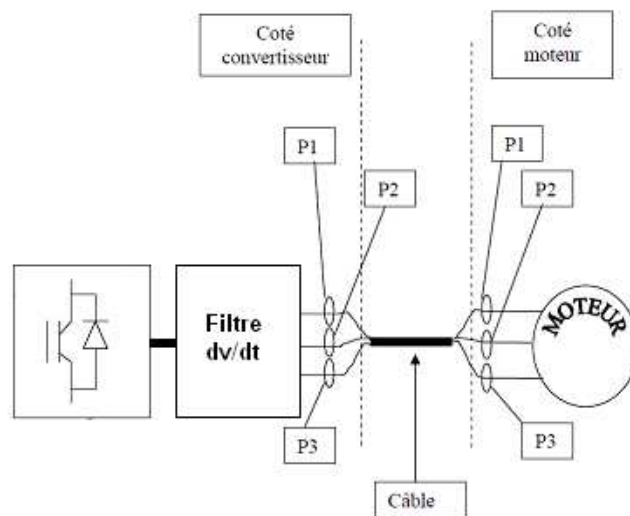 Coté
convertisseur
Coté
moteur
P1
P2
P1
P2
Filtre
dv/dt
MOTEUR
P3
P3
Câble